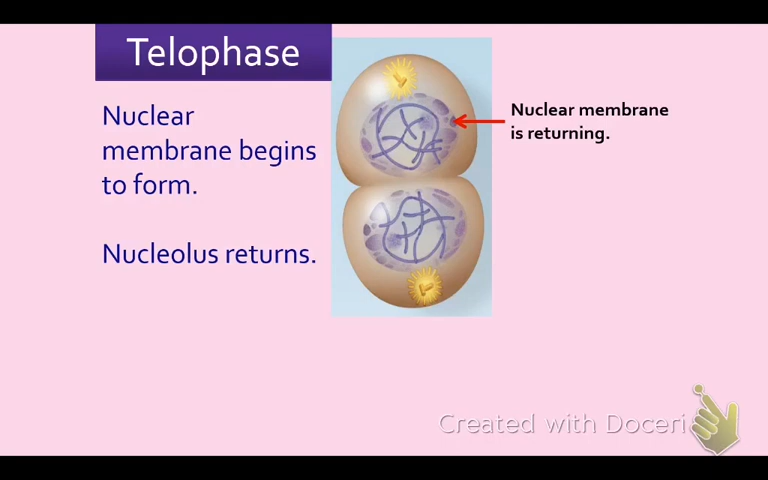 Telophase
Nuclear
membrane begins
to form.
Nucleolus returns.
Nuclear membrane
is returning.
Created with Doceri